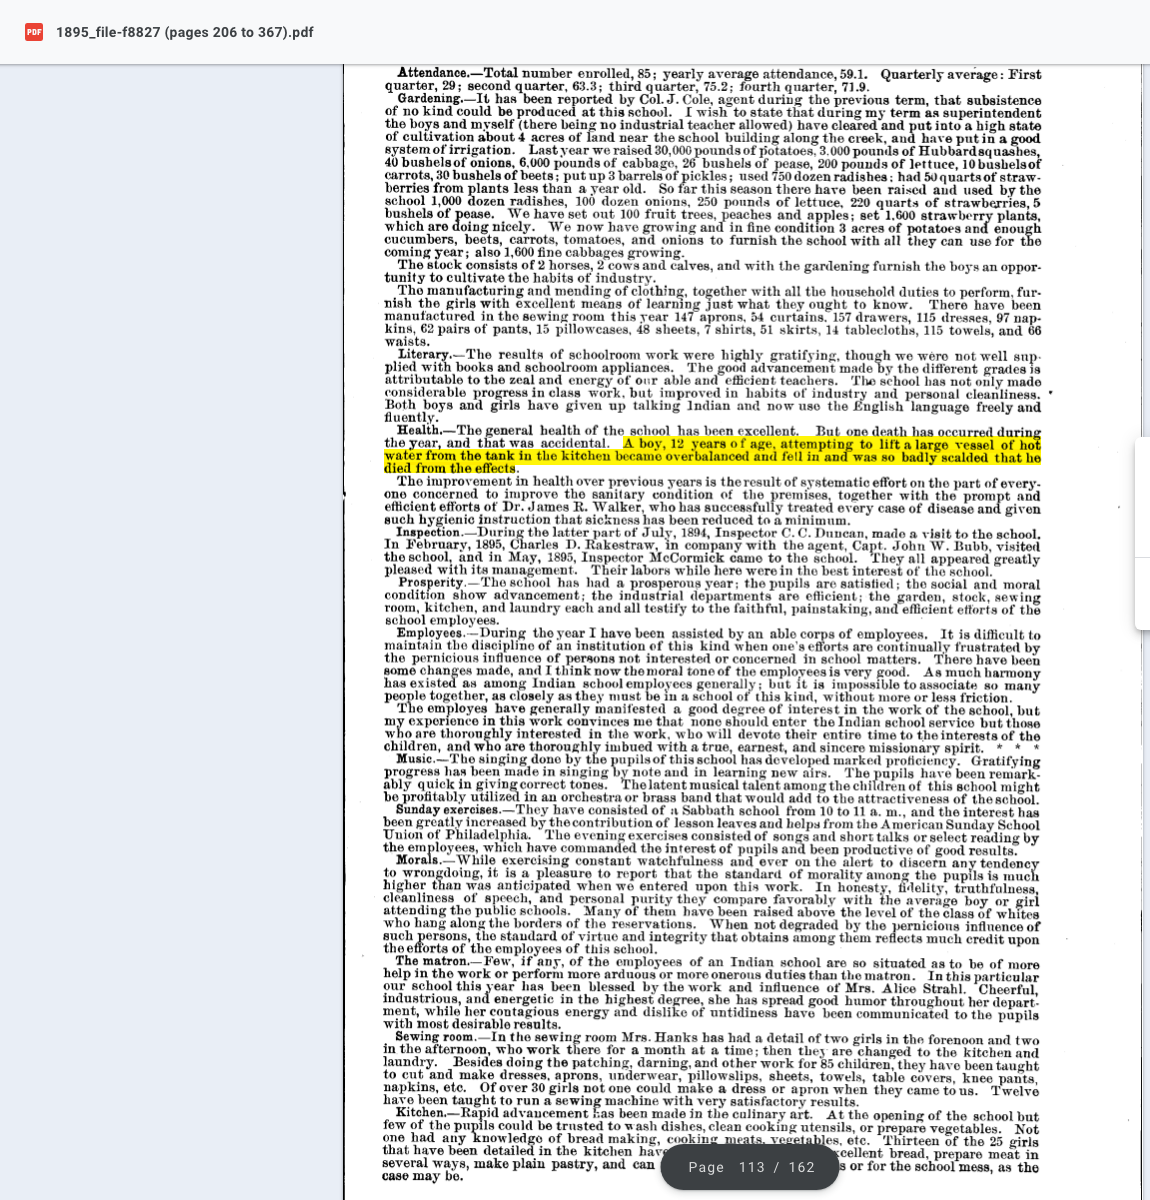 PDF 1895_file-f8827 (pages 206 to 367).pdf
Attendance.—Total number enrolled, 85; yearly average attendance, 59.1. Quarterly average: First
quarter, 29; second quarter, 63.3; third quarter, 75.2; fourth quarter, 71.9.
Gardening.—It has been reported by Col. J. Cole, agent during the previous term, that subsistence
of no kind could be produced at this school. I wish to state that during my term as superintendent
the boys and myself (there being no industrial teacher allowed) have cleared and put into a high state
of cultivation about 4 acres of land near the school building along the creek, and have put in a good
system of irrigation. Last year we raised 30,000 pounds of potatoes, 3,000 pounds of Hubbard squashes,
40 bushels of onions, 6,000 pounds of cabbage, 26 bushels of pease, 200 pounds of lettuce, 10 bushels of
carrots, 30 bushels of beets; put up 3 barrels of pickles; used 750 dozen radishes; had 50 quarts of straw-
berries from plants less than a year old. So far this season there have been raised and used by the
school 1,000 dozen radishes, 100 dozen onions, 250 pounds of lettuce, 220 quarts of strawberries, 5
bushels of pease. We have set out 100 fruit trees, peaches and apples; set 1,600 strawberry plants,
which are doing nicely. We now have growing and in fine condition 3 acres of potatoes and enough
cucumbers, beets, carrots, tomatoes, and onions to furnish the school with all they can use for the
coming year; also 1,600 fine cabbages growing.
The stock consists of 2 horses, 2 cows and calves, and with the gardening furnish the boys an oppor-
tunity to cultivate the habits of industry.
The manufacturing and mending of clothing, together with all the household duties to perform, fur-
nish the girls with excellent means of learning just what they ought to know. There have been
manufactured in the sewing room this year 147 aprons, 54 curtains, 157 drawers, 115 dresses, 97 nap-
kins, 62 pairs of pants, 15 pillowcases, 48 sheets, 7 shirts, 51 skirts, 14 tablecloths, 115 towels, and 66
waists.
Literary.—The results of schoolroom work were highly gratifying, though we were not well sup-
plied with books and schoolroom appliances. The good advancement made by the different grades is
attributable to the zeal and energy of our able and efficient teachers. The school has not only made
considerable progress in class work, but improved in habits of industry and personal cleanliness.
Both boys and girls have given up talking Indian and now use the English language freely and
fluently.
Health.—The general health of the school has been excellent. But one death has occurred during
the year, and that was accidental. A boy, 12 years of age, attempting to lift a large vessel of hot
water from the tank in the kitchen became overbalanced and fell in and was so badly scalded that he
died from the effects.
The improvement in health over previous years is the result of systematic effort on the part of every-
one concerned to improve the sanitary condition of the premises, together with the prompt and
efficient efforts of Dr. James R. Walker, who has successfully treated every case of disease and given
such hygienic instruction that sickness has been reduced to a minimum.
Inspection.—During the latter part of July, 1894, Inspector C. C. Duncan, made a visit to the school.
In February, 1895, Charles D. Rakestraw, in company with the agent, Capt. John W. Bubb, visited
the school, and in May, 1895, Inspector McCormick came to the school. They all appeared greatly
pleased with its management. Their labors while here were in the best interest of the school.
Prosperity.—The school has had a prosperous year; the pupils are satisfied; the social and moral
condition show advancement; the industrial departments are efficient; the garden, stock, sewing
room, kitchen, and laundry each and all testify to the faithful, painstaking, and efficient efforts of the
school employees.
Employees.—During the year I have been assisted by an able corps of employees. It is difficult to
maintain the discipline of an institution of this kind when one's efforts are continually frustrated by
the pernicious influence of persons not interested or concerned in school matters. There have been
some changes made, and I think now the moral tone of the employees is very good. As much harmony
has existed as among Indian school employees generally; but it is impossible to associate so many
people together, as closely as they must be in a school of this kind, without more or less friction.
The employes have generally manifested a good degree of interest in the work of the school, but
my experience in this work convinces me that none should enter the Indian school service but those
who are thoroughly interested in the work, who will devote their entire time to the interests of the
children, and who are thoroughly imbued with a true, earnest, and sincere missionary spirit. * * *
Music.—The singing done by the pupils of this school has developed marked proficiency. Gratifying
progress has been made in singing by note and in learning new airs. The pupils have been remark-
ably quick in giving correct tones. The latent musical talent among the children of this school might
be profitably utilized in an orchestra or brass band that would add to the attractiveness of the school.
Sunday exercises.—They have consisted of a Sabbath school from 10 to 11 a. m., and the interest has
been greatly increased by the contribution of lesson leaves and helps from the American Sunday School
Union of Philadelphia. The evening exercises consisted of songs and short talks or select reading by
the employees, which have commanded the interest of pupils and been productive of good results.
Morals.—While exercising constant watchfulness and ever on the alert to discern any tendency
to wrongdoing, it is a pleasure to report that the standard of morality among the pupils is much
higher than was anticipated when we entered upon this work. In honesty, fidelity, truthfulness,
cleanliness of speech, and personal purity they compare favorably with the average boy or girl
attending the public schools. Many of them have been raised above the level of the class of whites
who hang along the borders of the reservations. When not degraded by the pernicious influence of
such persons, the standard of virtue and integrity that obtains among them reflects much credit upon
the efforts of the employees of this school.
The matron.—Few, if any, of the employees of an Indian school are so situated as to be of more
help in the work or perform more arduous or more onerous duties than the matron. In this particular
our school this year has been blessed by the work and influence of Mrs. Alice Strahl. Cheerful,
industrious, and energetic in the highest degree, she has spread good humor throughout her depart-
ment, while her contagious energy and dislike of untidiness have been communicated to the pupils
with most desirable results.
Sewing room.—In the sewing room Mrs. Hanks has had a detail of two girls in the forenoon and two
in the afternoon, who work there for a month at a time; then they are changed to the kitchen and
laundry. Besides doing the patching, darning, and other work for 85 children, they have been taught
to cut and make dresses, aprons, underwear, pillowslips, sheets, towels, table covers, knee pants,
napkins, etc. Of over 30 girls not one could make a dress or apron when they came to us. Twelve
have been taught to run a sewing machine with very satisfactory results.
Kitchen.—Rapid advancement has been made in the culinary art. At the opening of the school but
few of the pupils could be trusted to wash dishes, clean cooking utensils, or prepare vegetables. Not
one had any knowledge of bread making, cooking meats, vegetables, etc. Thirteen of the 25 girls
that have been detailed in the kitchen have xcellent bread, prepare meat in
several ways, make plain pastry, and can s or for the school mess, as the
case may be.
Page 113 / 162